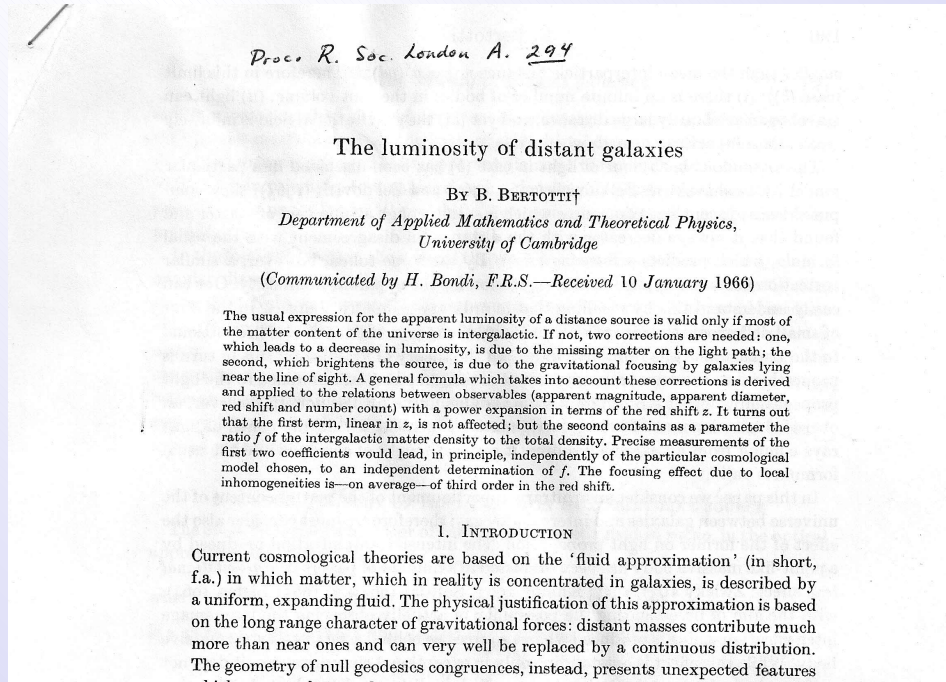 Proc. R. Soc. London A. 294
The luminosity of distant galaxies
BY B. BERTOTTI†
Department of Applied Mathematics and Theoretical Physics,
University of Cambridge
(Communicated by H. Bondi, F.R.S.—Received 10 January 1966)
The usual expression for the apparent luminosity of a distance source is valid only if most of
the matter content of the universe is intergalactic. If not, two corrections are needed: one,
which leads to a decrease in luminosity, is due to the missing matter on the light path; the
second, which brightens the source, is due to the gravitational focusing by galaxies lying
near the line of sight. A general formula which takes into account these corrections is derived
and applied to the relations between observables (apparent magnitude, apparent diameter,
red shift and number count) with a power expansion in terms of the red shift z. It turns out
that the first term, linear in z, is not affected; but the second contains as a parameter the
ratio f of the intergalactic matter density to the total density. Precise measurements of the
first two coefficients would lead, in principle, independently of the particular cosmological
model chosen, to an independent determination of f. The focusing effect due to local
inhomogeneities is—on average—of third order in the red shift.
1. INTRODUCTION
Current cosmological theories are based on the 'fluid approximation' (in short,
f.a.) in which matter, which in reality is concentrated in galaxies, is described by
a uniform, expanding fluid. The physical justification of this approximation is based
on the long range character of gravitational forces: distant masses contribute much
more than near ones and can very well be replaced by a continuous distribution.
The geometry of null geodesics congruences, instead, presents unexpected features